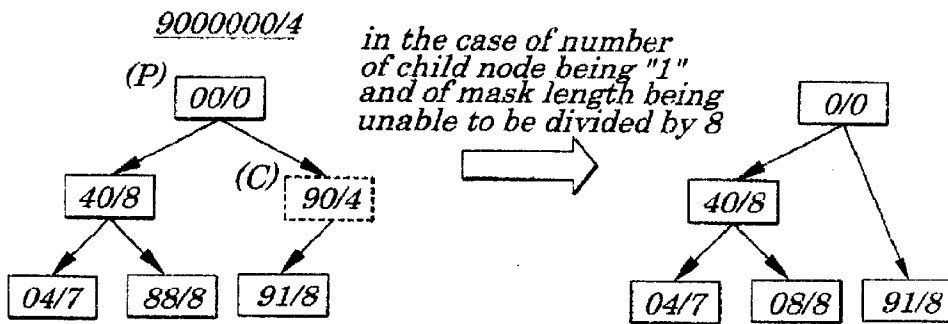 9000000/4
in the case of number
of child node being "1"
and of mask length being
unable to be divided by 8
(P)
00/0
0/0
(C)
40/8
90/4
40/8
04/7
88/8
91/8
04/7
08/8
91/8